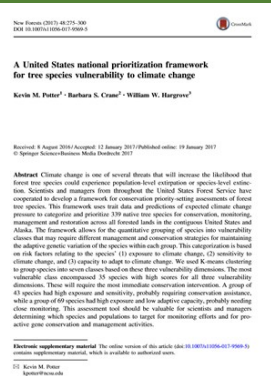 New Forests (2017) 48:275–300
DOI 10.1007/s11056-017-9569-5
CrossMark
A United States national prioritization framework
for tree species vulnerability to climate change
Kevin M. Potter1 · Barbara S. Crane2 · William W. Hargrove3
Received: 8 August 2016 / Accepted: 12 January 2017 / Published online: 19 January 2017
© Springer Science+Business Media Dordrecht 2017
Abstract Climate change is one of several threats that will increase the likelihood that
forest tree species could experience population-level extirpation or species-level extinc-
tion. Scientists and managers from throughout the United States Forest Service have
cooperated to develop a framework for conservation priority-setting assessments of forest
tree species. This framework uses trait data and predictions of expected climate change
pressure to categorize and prioritize 339 native tree species for conservation, monitoring,
management and restoration across all forested lands in the contiguous United States and
Alaska. The framework allows for the quantitative grouping of species into vulnerability
classes that may require different management and conservation strategies for maintaining
the adaptive genetic variation of the species within each group. This categorization is based
on risk factors relating to the species' (1) exposure to climate change, (2) sensitivity to
climate change, and (3) capacity to adapt to climate change. We used K-means clustering
to group species into seven classes based on these three vulnerability dimensions. The most
vulnerable class encompassed 35 species with high scores for all three vulnerability
dimensions. These will require the most immediate conservation intervention. A group of
43 species had high exposure and sensitivity, probably requiring conservation assistance,
while a group of 69 species had high exposure and low adaptive capacity, probably needing
close monitoring. This assessment tool should be valuable for scientists and managers
determining which species and populations to target for monitoring efforts and for pro-
active gene conservation and management activities.
Electronic supplementary material The online version of this article (doi:10.1007/s11056-017-9569-5)
contains supplementary material, which is available to authorized users.
✉ Kevin M. Potter
kpotter@ncsu.edu